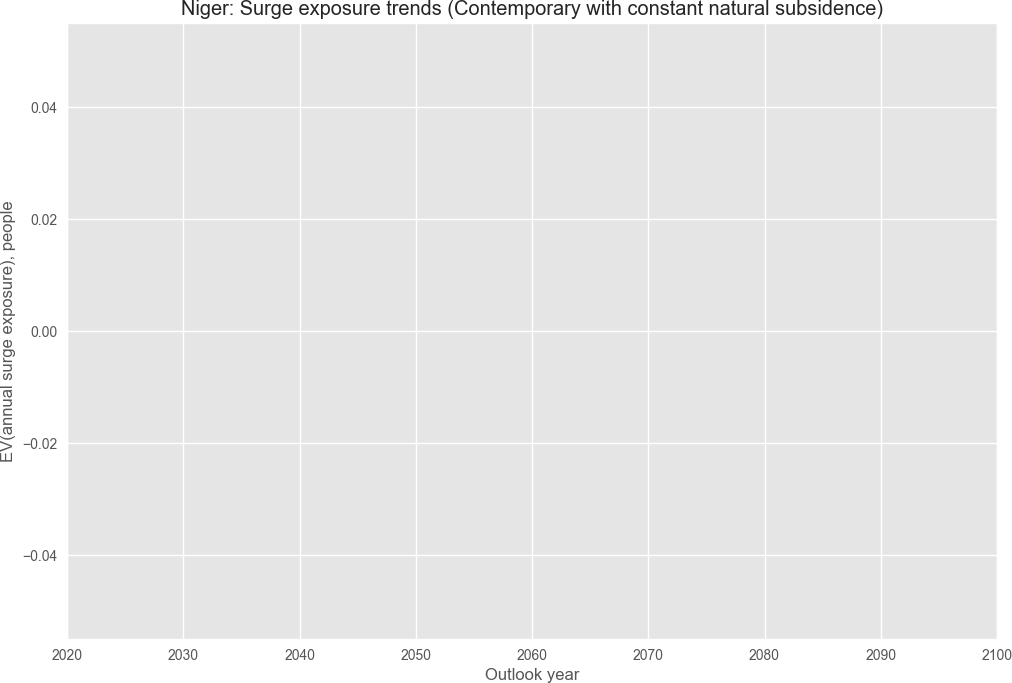 Niger: Surge exposure trends (Contemporary with constant natural subsidence)
EV(annual surge exposure), people
0.04
0.02
0.00
−0.02
−0.04
2020 2030 2040 2050 2060 2070 2080 2090 2100
Outlook year